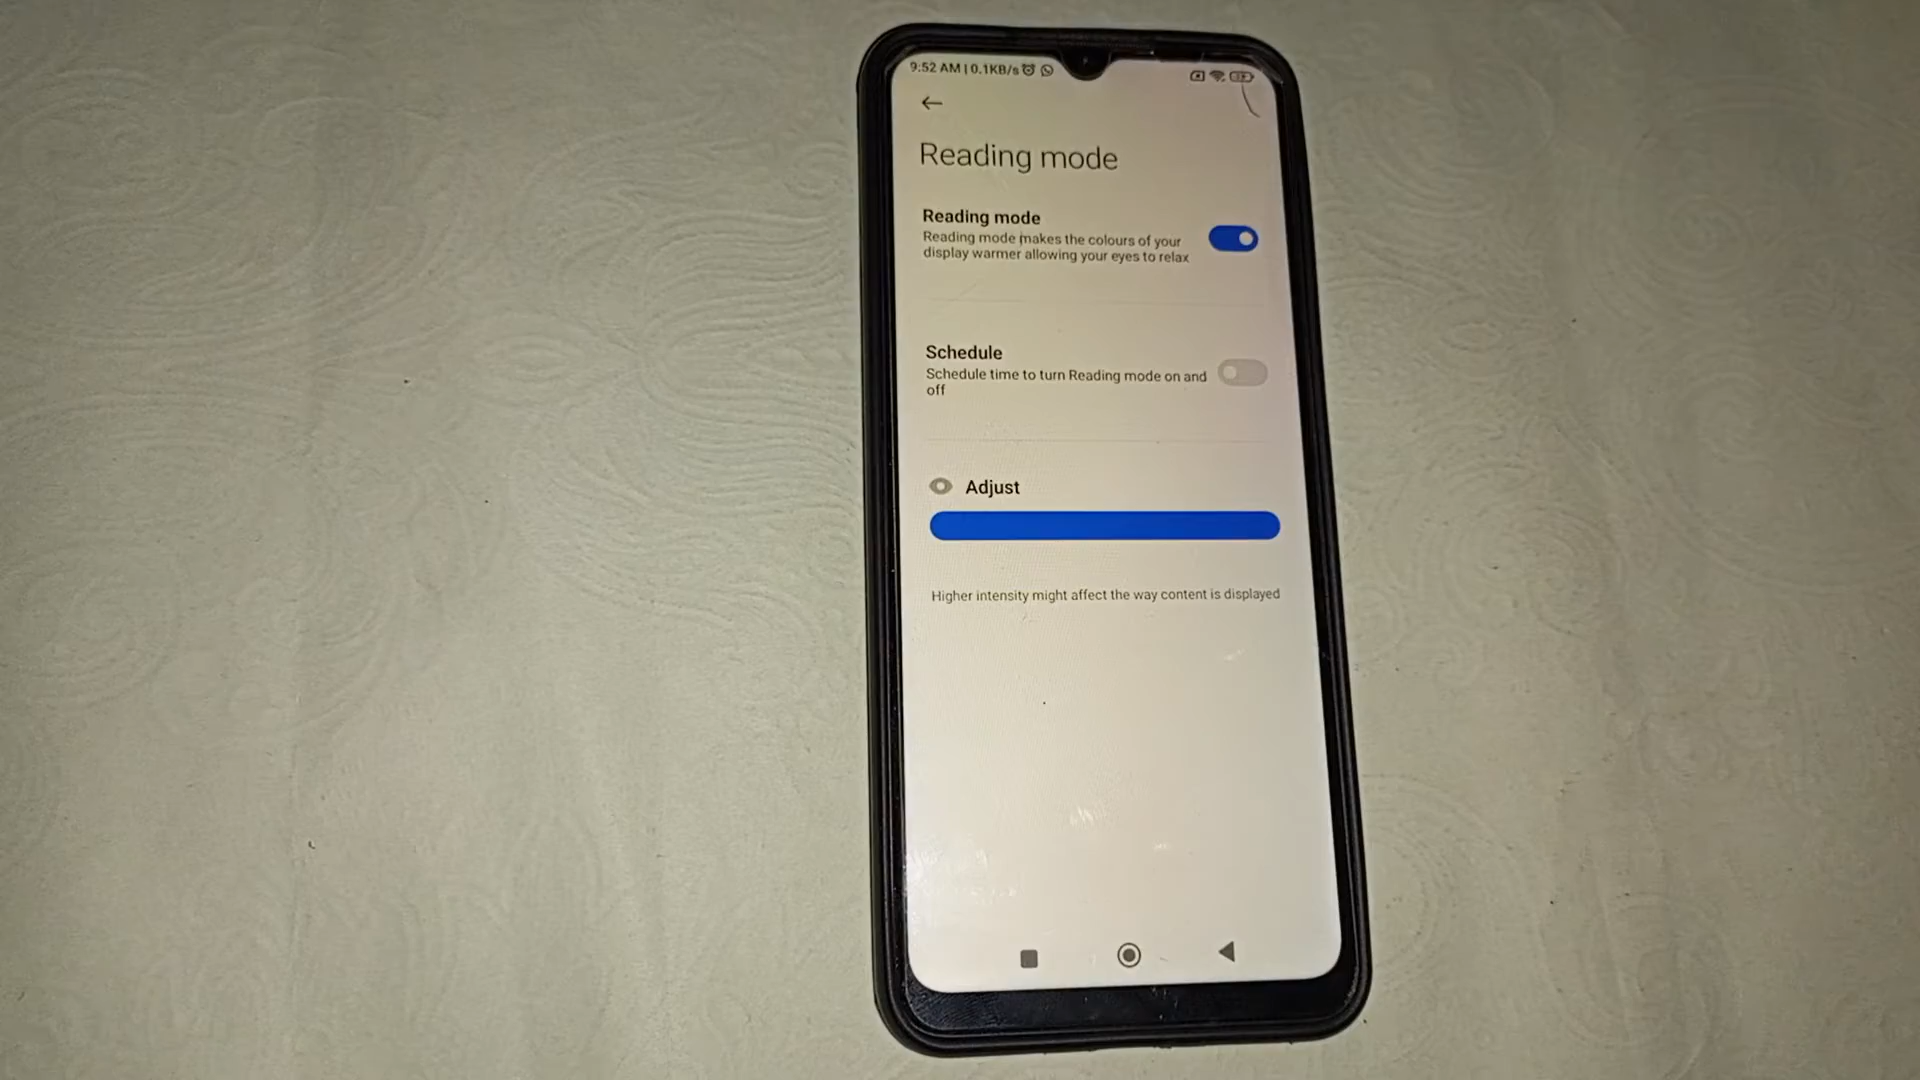 9:52 AM | 0.1KB/s
Reading mode
Reading mode
Reading mode makes the colours of your
display warmer allowing your eyes to relax
Schedule
Schedule time to turn Reading mode on and
off
Adjust
Higher intensity might affect the way content is displayed